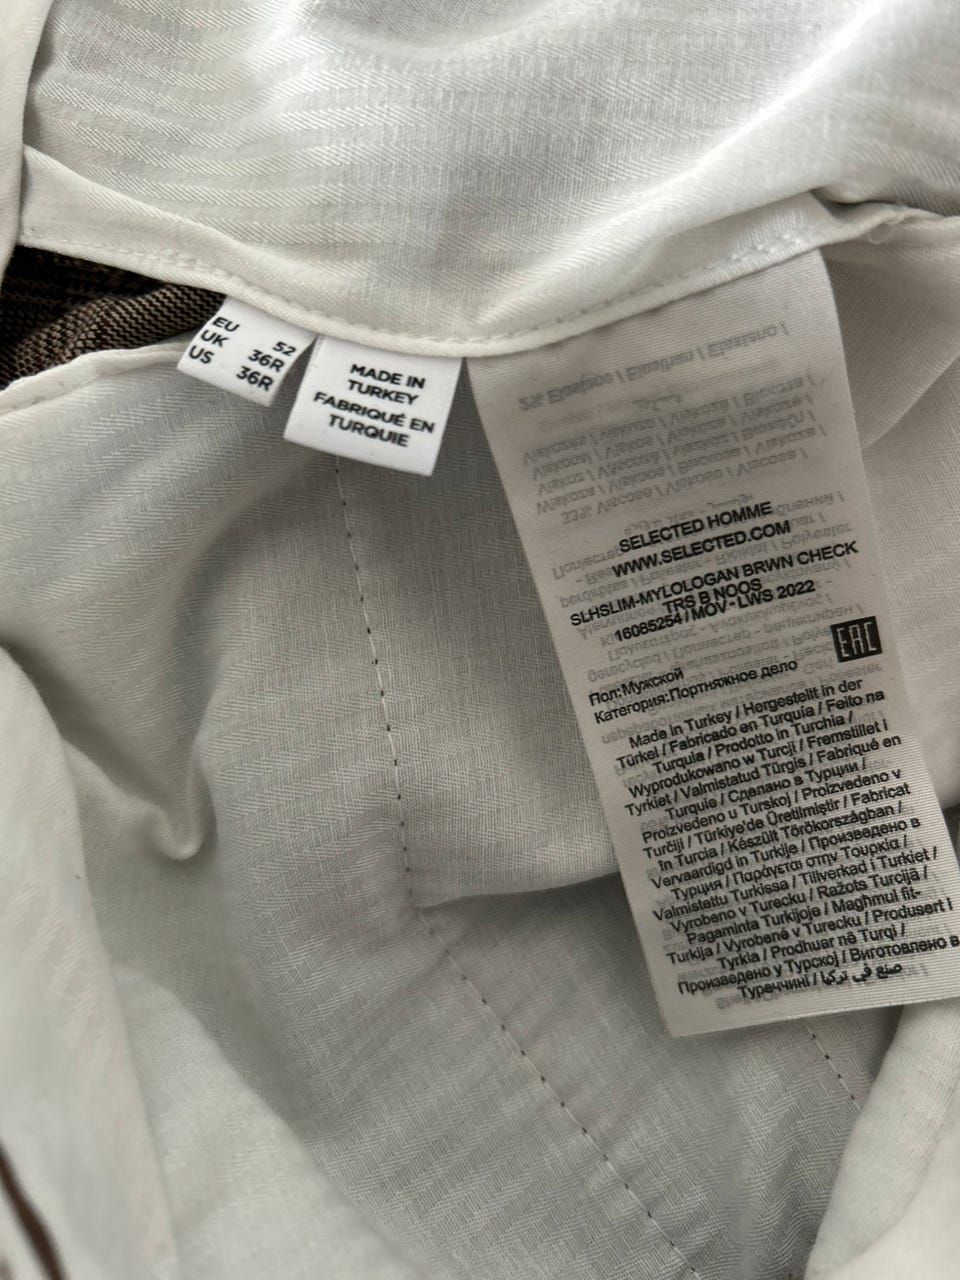 EU 52
UK 36R
US 36R
MADE IN
TURKEY
FABRIQUÉ EN
TURQUIE
SELECTED HOMME
WWW.SELECTED.COM
SLHSLIM-MYLOLOGAN BRWN CHECK
TRS B NOOS
16085254 / MOV - LWS 2022
EAC
Пол:Мужской
Категория:Портняжное дело
Made in Turkey / Hergestellt in der
Türkei / Fabricado en Turquía / Feito na
Turquia / Prodotto in Turchia /
Wyprodukowano w Turcji / Fremstillet i
Tyrkiet / Valmistatud Türgis / Fabriqué en
Turquie / Сделано в Турции /
Proizvedeno u Turskoj / Proizvedeno v
Turčiji / Türkiye'de Üretilmiştir / Fabricat
în Turcia / Készült Törökországban /
Vervaardigd in Turkije / Произведено в
Турция / Παράγεται στην Τουρκία /
Valmistettu Turkissa / Tillverkad i Turkiet /
Vyrobeno v Turecku / Ražots Turcijā /
Pagaminta Turkijoje / Magħmul fit-
Turkija / Vyrobené v Turecku / Produsert i
Tyrkia / Prodhuar në Turqi /
Произведено у Турској / Виготовлено в
Туреччині / صنع في تركيا